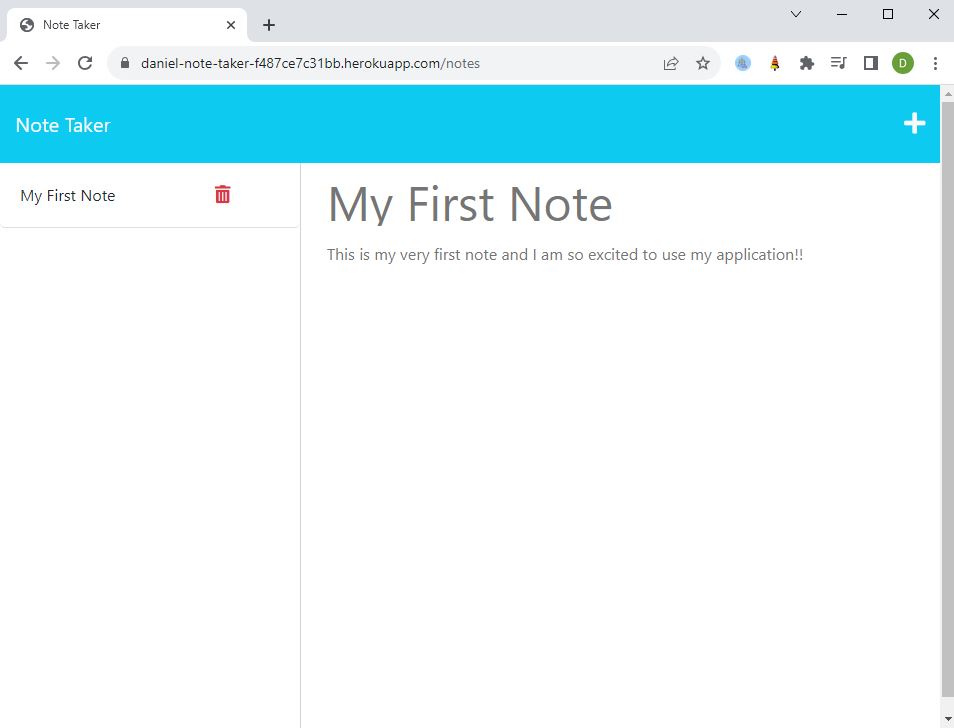 Note Taker
daniel-note-taker-f487ce7c31bb.herokuapp.com/notes
D
Note Taker
My First Note
My First Note
This is my very first note and I am so excited to use my application!!